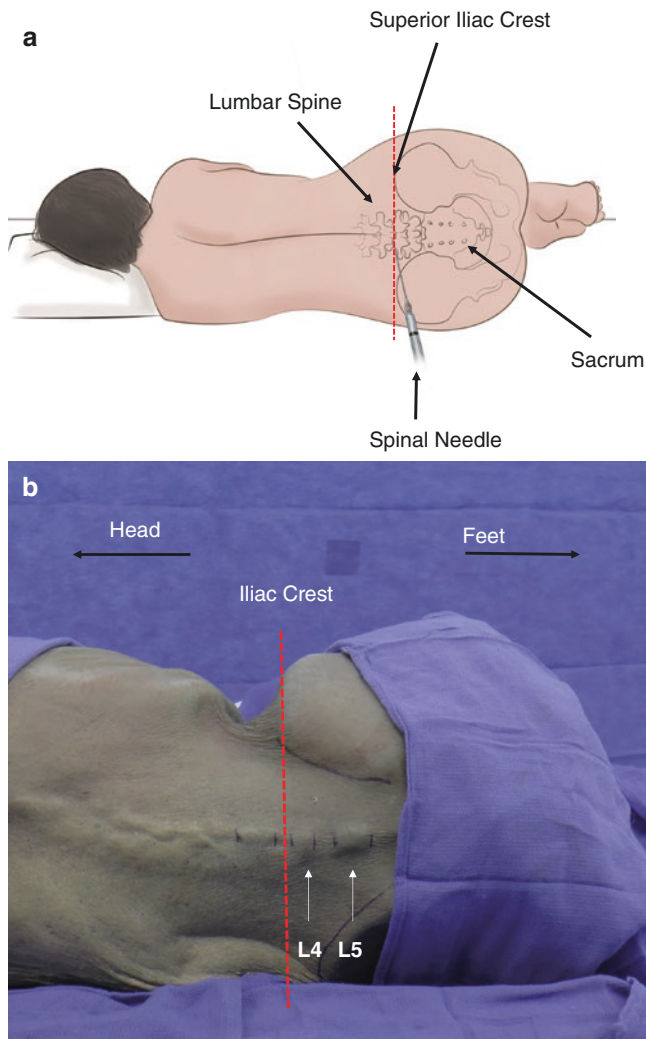 a
Superior Iliac Crest
Lumbar Spine
Sacrum
Spinal Needle
b
Head
Feet
Iliac Crest
L4
L5